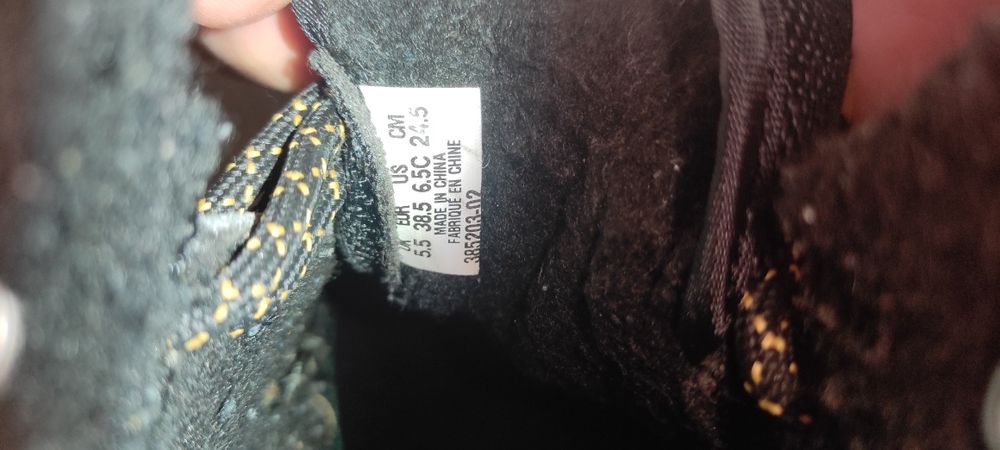 UK EUR US CM
5.5 38.5 6.5C 24.5
MADE IN CHINA
FABRIQUE EN CHINE
385203-02